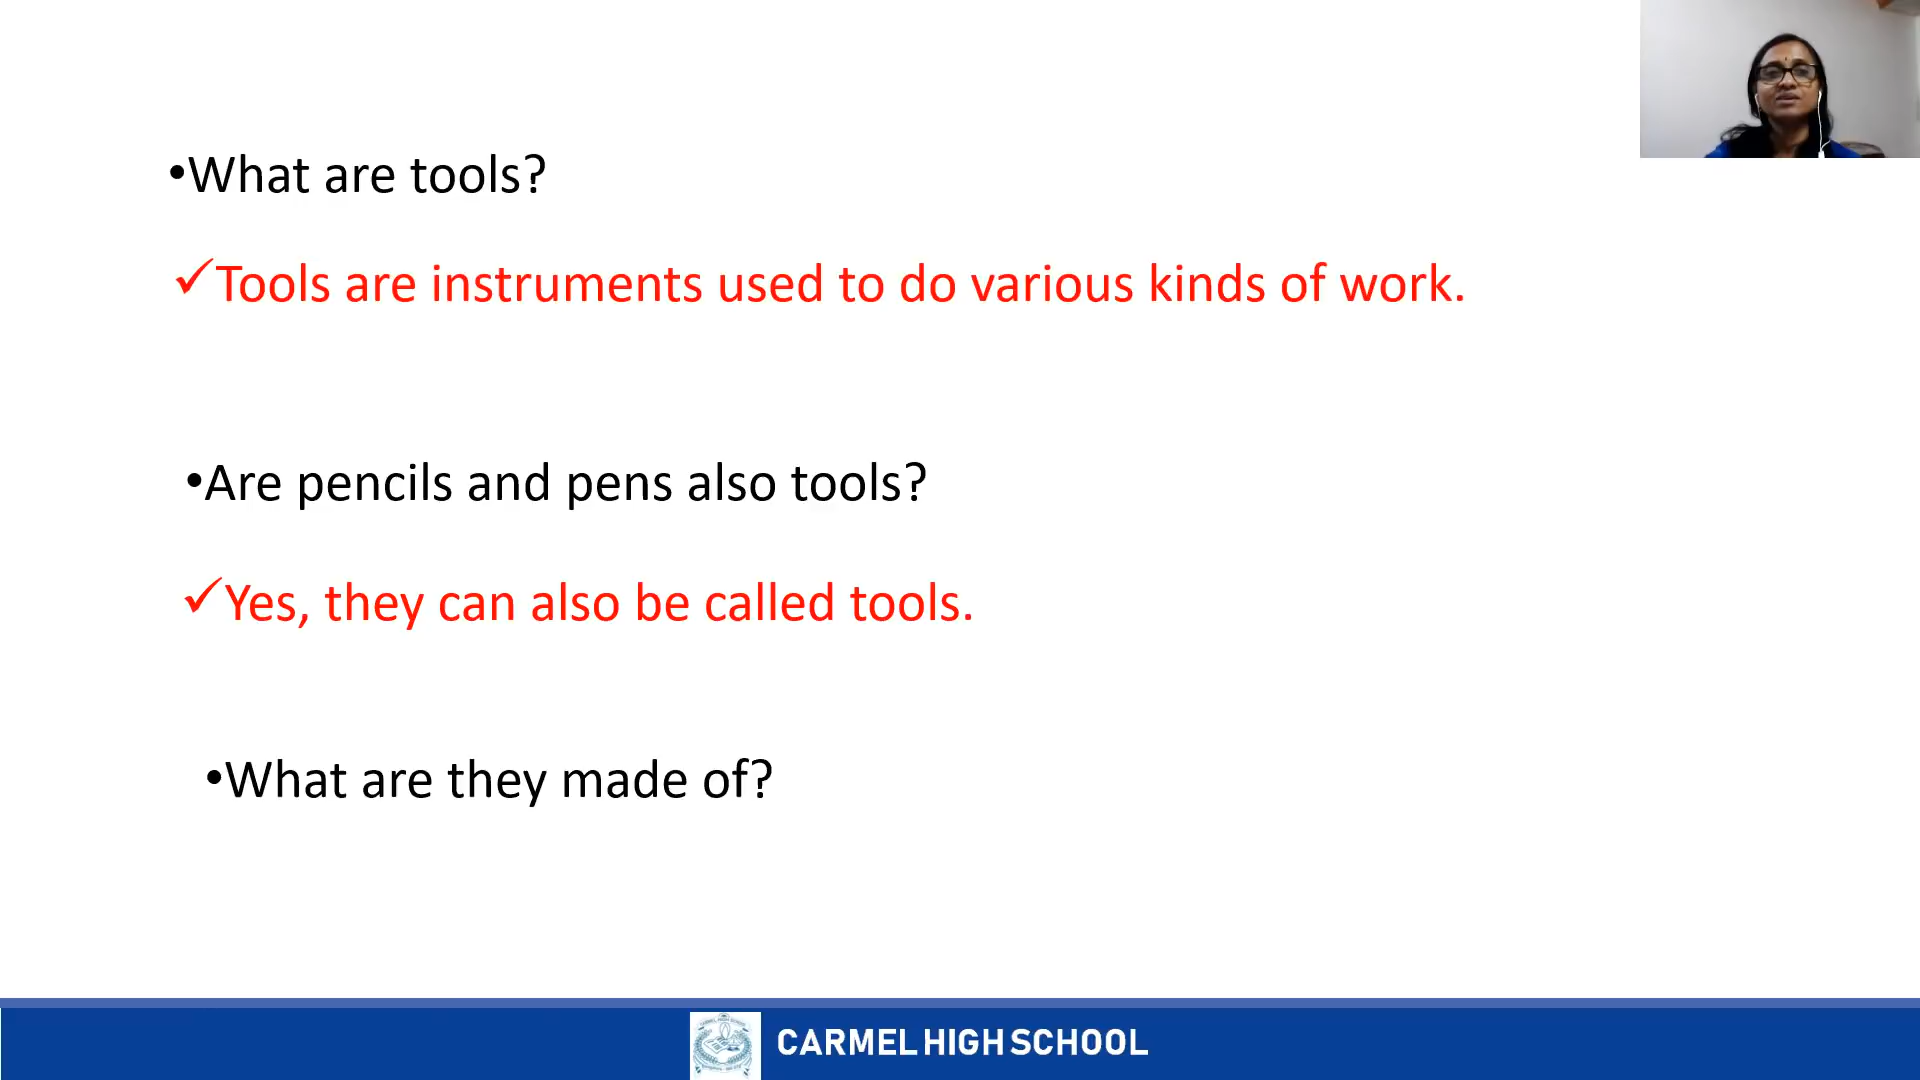 •What are tools?
✓Tools are instruments used to do various kinds of work.
•Are pencils and pens also tools?
✓Yes, they can also be called tools.
•What are they made of?
CARMEL HIGH SCHOOL